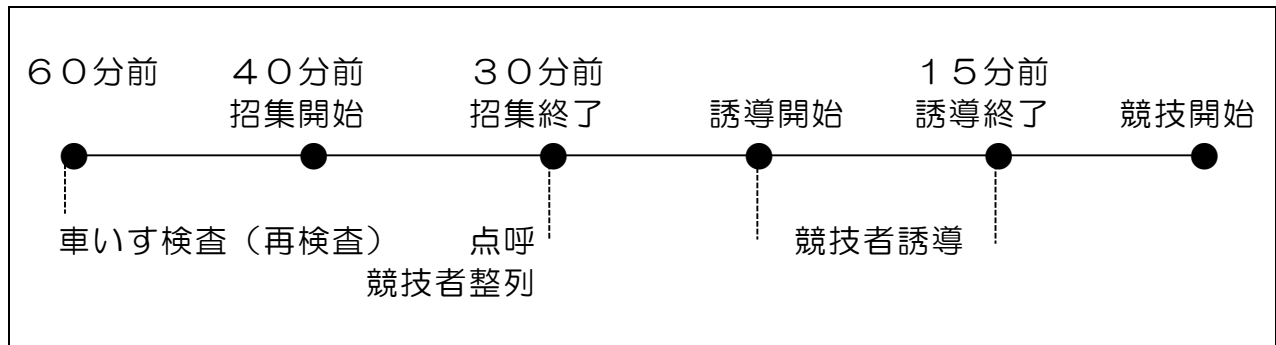 ６０分前 ４０分前 ３０分前 １５分前
招集開始 招集終了 誘導開始 誘導終了 競技開始
車いす検査（再検査） 点呼 競技者誘導
競技者整列